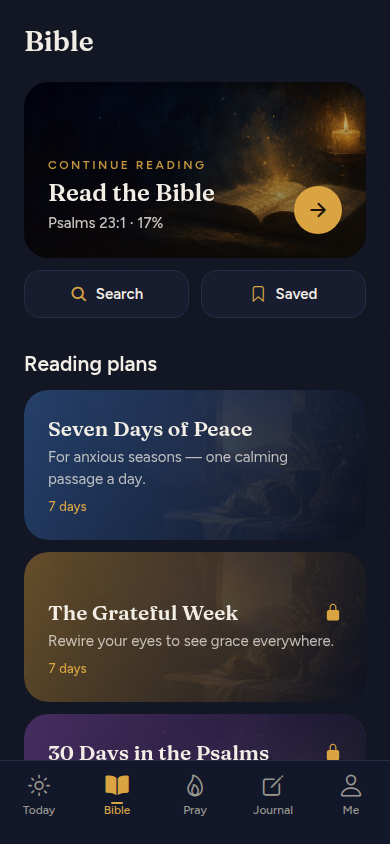 Bible
CONTINUE READING
Read the Bible
Psalms 23:1 · 17%
Search
Saved
Reading plans
Seven Days of Peace
For anxious seasons — one calming
passage a day.
7 days
The Grateful Week
Rewire your eyes to see grace everywhere.
7 days
30 Days in the Psalms
Today
Bible
Pray
Journal
Me